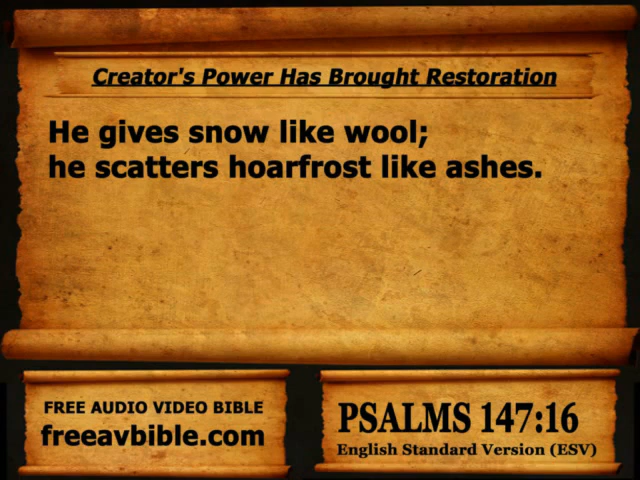 Creator's Power Has Brought Restoration
He gives snow like wool;
he scatters hoarfrost like ashes.
FREE AUDIO VIDEO BIBLE
freeavbible.com
PSALMS 147:16
English Standard Version (ESV)